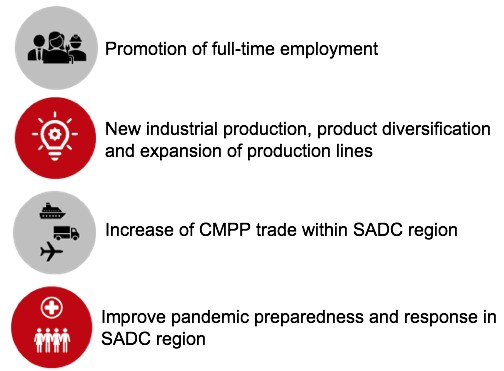 Promotion of full-time employment
New industrial production, product diversification
and expansion of production lines
Increase of CMPP trade within SADC region
Improve pandemic preparedness and response in
SADC region